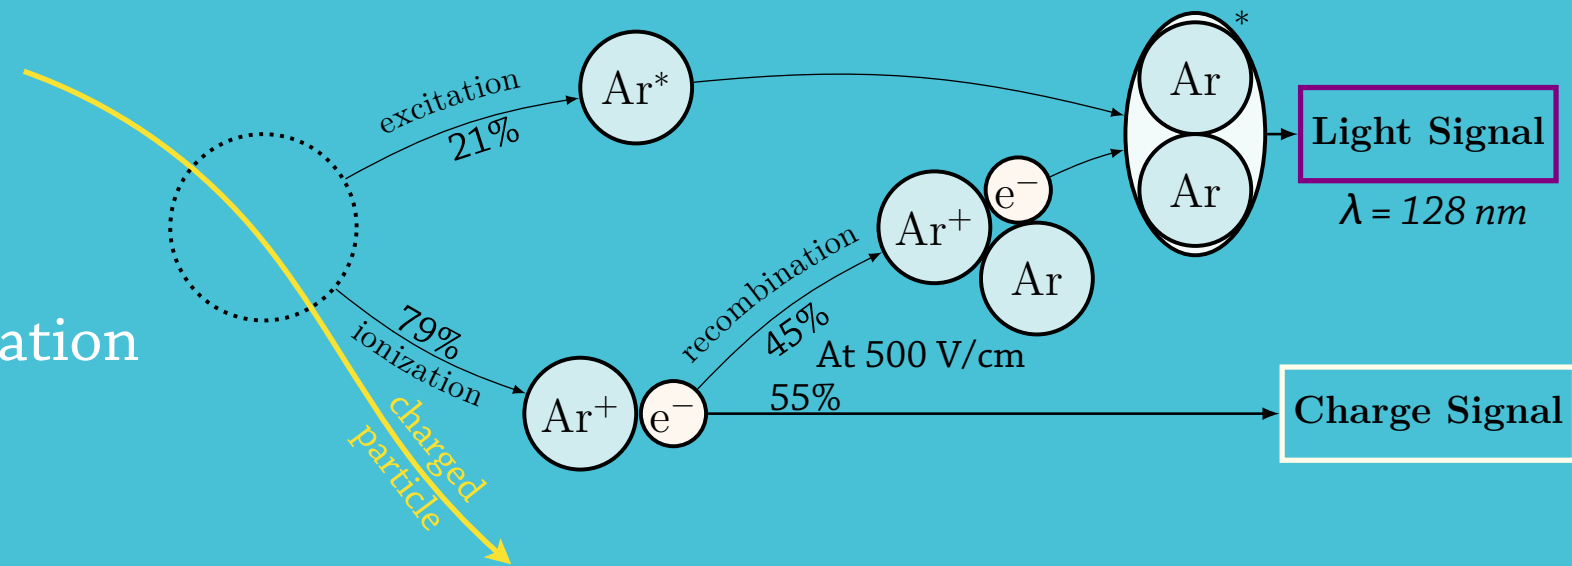 excitation
21%
Ar*
*
Ar
Ar
Light Signal
λ = 128 nm
ation
79%
ionization
Ar⁺
e⁻
recombination
45%
At 500 V/cm
55%
Ar⁺
e⁻
Ar
Charge Signal
charged
particle